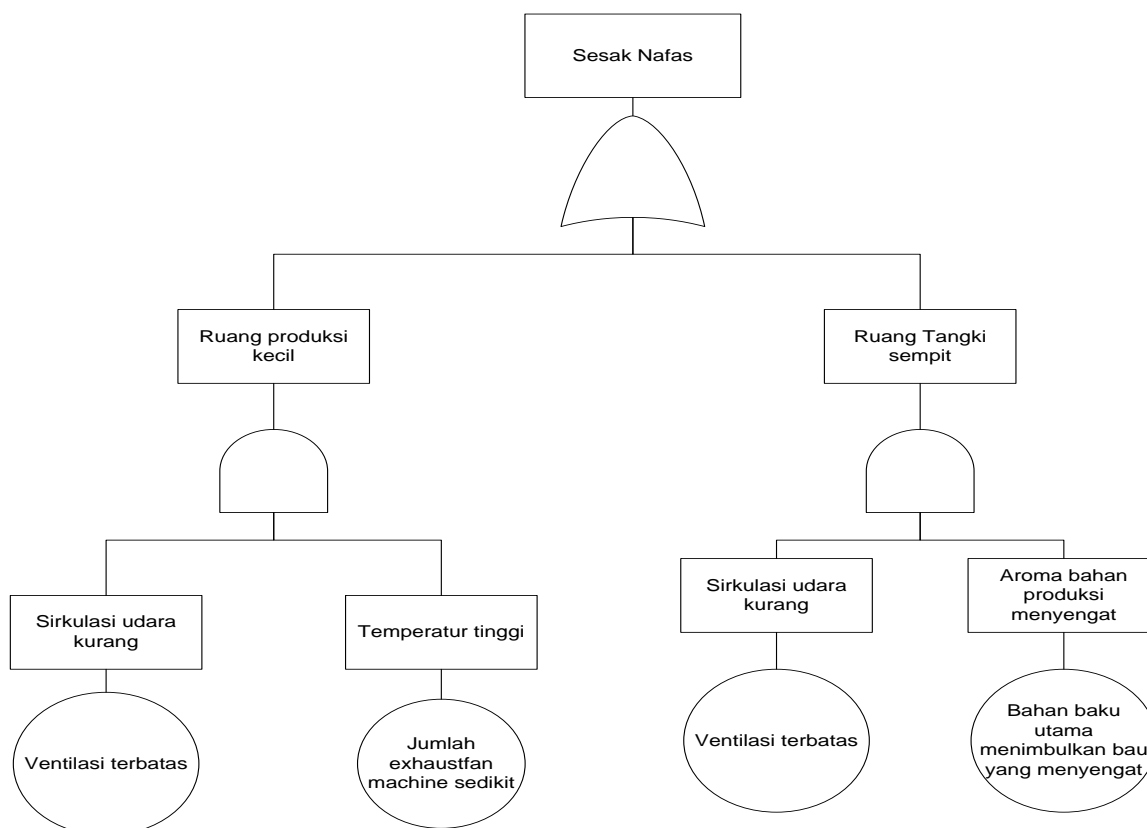 Sesak Nafas
Ruang produksi
kecil
Ruang Tangki
sempit
Sirkulasi udara
kurang
Temperatur tinggi
Sirkulasi udara
kurang
Aroma bahan
produksi
menyengat
Ventilasi terbatas
Jumlah
exhaustfan
machine sedikit
Ventilasi terbatas
Bahan baku
utama
menimbulkan bau
yang menyengat